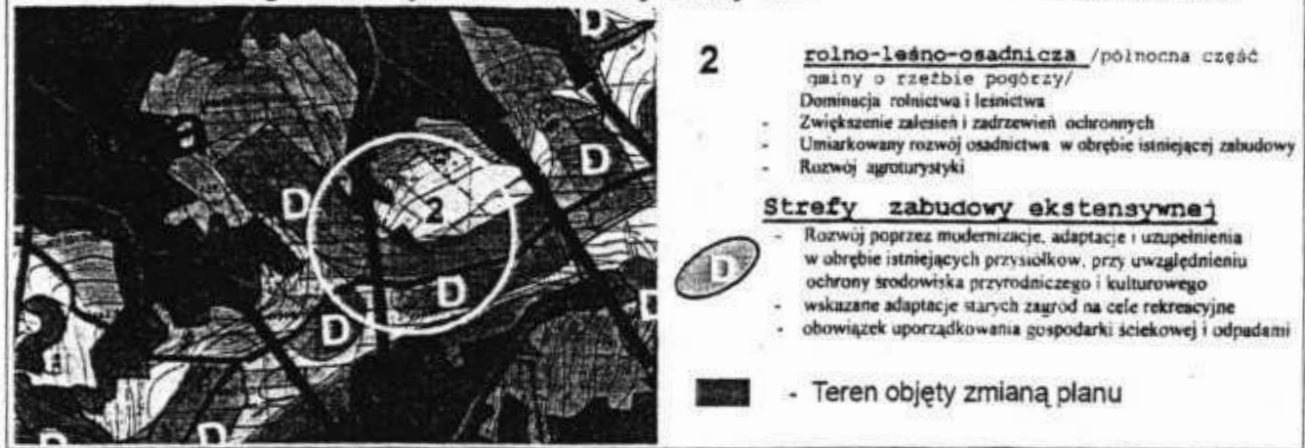 D
D
D
2
D
D
D
D
D
2 rolno-leśno-osadnicza /północna część
gminy o rzeźbie pogórzy/
Dominacja rolnictwa i leśnictwa
- Zwiększenie zalesień i zadrzewień ochronnych
- Umiarkowany rozwój osadnictwa w obrębie istniejącej zabudowy
- Rozwój agroturystyki
Strefy zabudowy ekstensywnej
D
- Rozwój poprzez modernizacje, adaptacje i uzupełnienia
w obrębie istniejących przysiółkow, przy uwzględnieniu
ochrony środowiska przyrodniczego i kulturowego
- wskazane adaptacje starych zagród na cele rekreacyjne
- obowiązek uporządkowania gospodarki ściekowej i odpadami
- Teren objęty zmianą planu